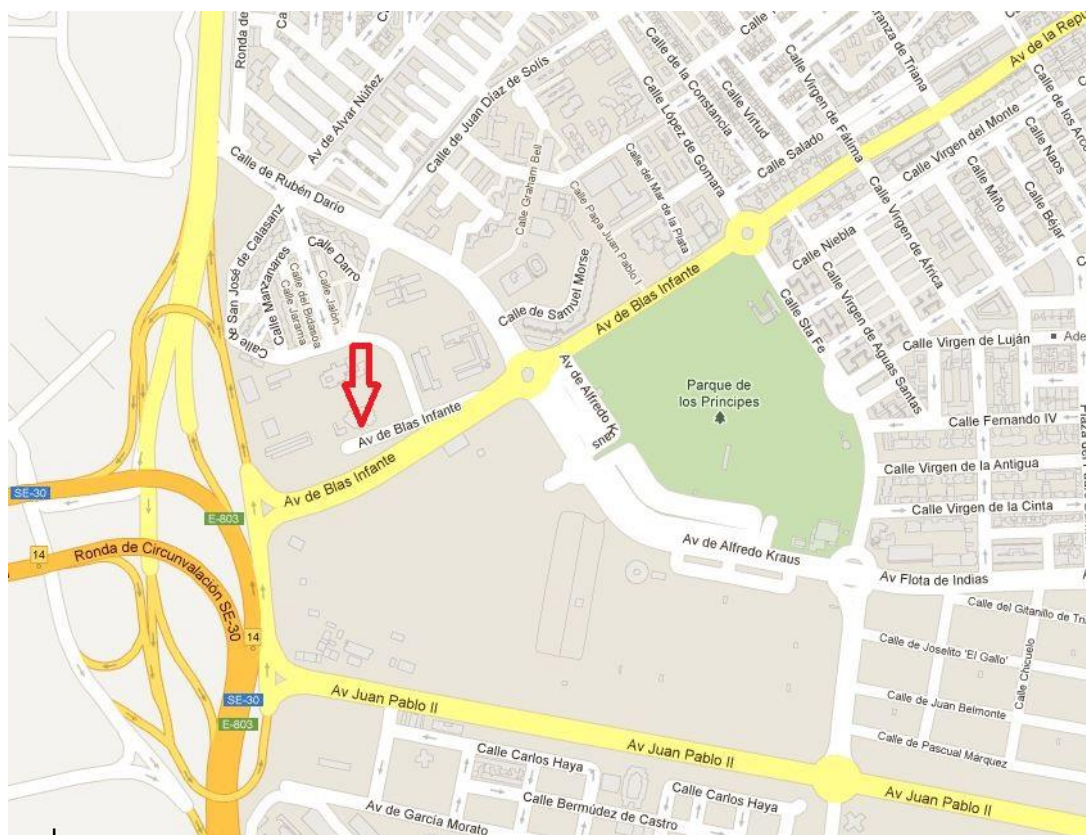 Ronda de
Av de Alvar Núñez
Calle de Juan Díaz de Solís
Calle de la Constancia
Calle Virtud
Calle López de Gomara
Calle Virgen de Fátima
Av de la Repú
Calle Salado
Calle Virgen del Monte
Calle de los Arcos
Calle Naos
Calle Miño
Calle Béjar
Calle de Rubén Darío
Calle Graham Bell
Calle Papa Juan Pablo I
Calle del Mar de la Plata
Calle Niebla
Calle Virgen de África
Calle de San José de Calasanz
Calle Manzanares
Calle Darro
Calle del Bidasoa
Calle Jarama
Calle Jalón
Calle de Samuel Morse
Av de Blas Infante
Calle Sta Fe
Calle Virgen de Aguas Santas
Calle Virgen de Luján
Ade
Parque de
los Principes
Av de Alfredo K
aus
Av de Blas Infante
Calle Fernando IV
Av de Blas Infante
Calle Virgen de la Antigua
SE-30
E-803
Calle Virgen de la Cinta
14
Ronda de Circunvalación SE-30
Av de Alfredo Kraus
Av Flota de Indias
Calle del Gitanillo de Tria
14
Calle de Joselito 'El Gallo'
Calle Chicuelo
SE-30
E-803
Av Juan Pablo II
Calle de Juan Belmonte
Av Juan Pablo II
Calle de Pascual Márquez
Calle Carlos Haya
Calle Carlos Haya
Av Juan Pablo II
Av de García Morato
Calle Bermúdez de Castro